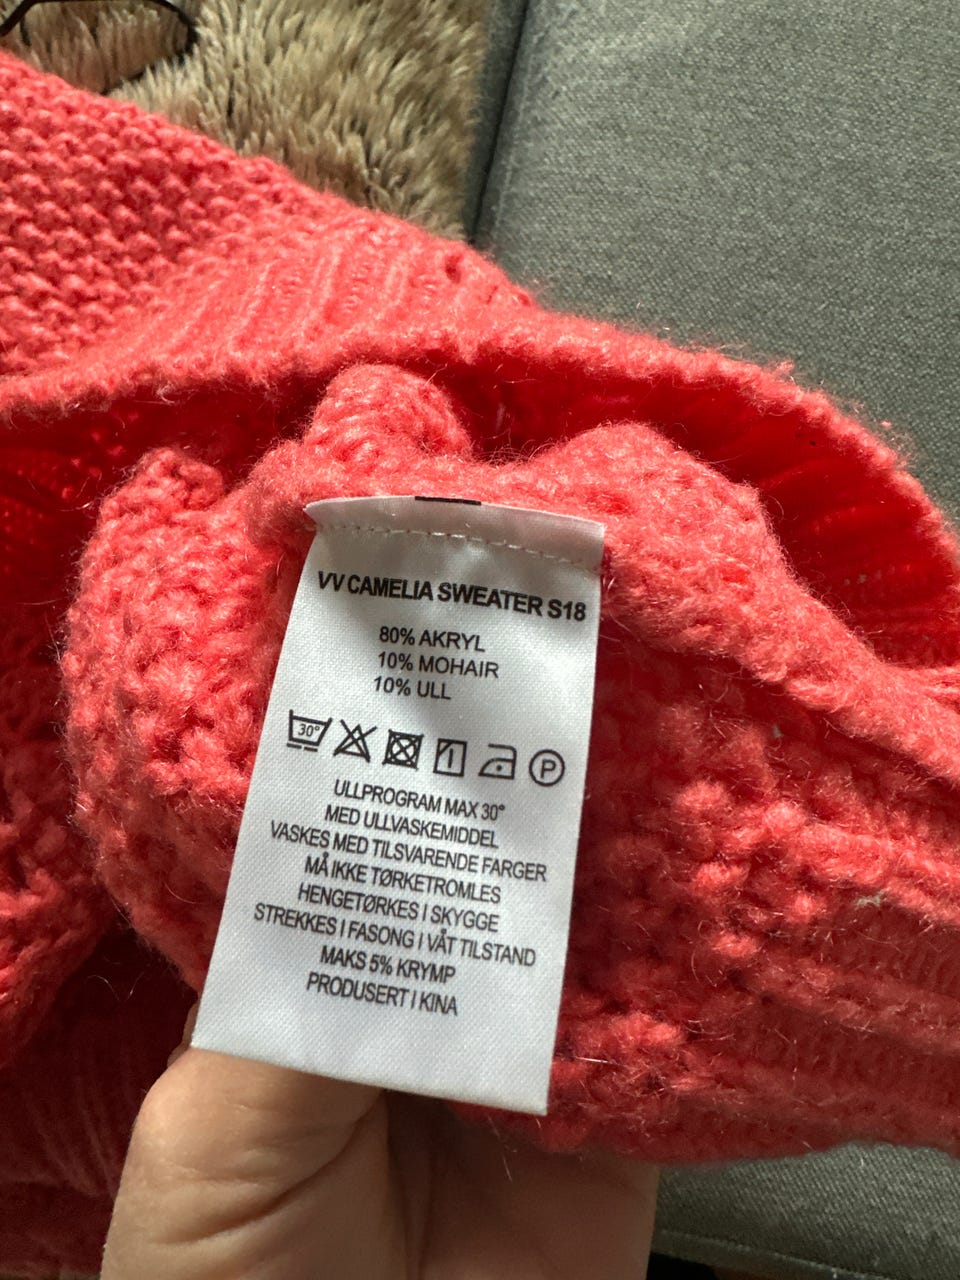 VV CAMELIA SWEATER S18
80% AKRYL
10% MOHAIR
10% ULL
30° P
ULLPROGRAM MAX 30°
MED ULLVASKEMIDDEL
VASKES MED TILSVARENDE FARGER
MÅ IKKE TØRKETROMLES
HENGETØRKES I SKYGGE
STREKKES I FASONG I VÅT TILSTAND
MAKS 5% KRYMP
PRODUSERT I KINA